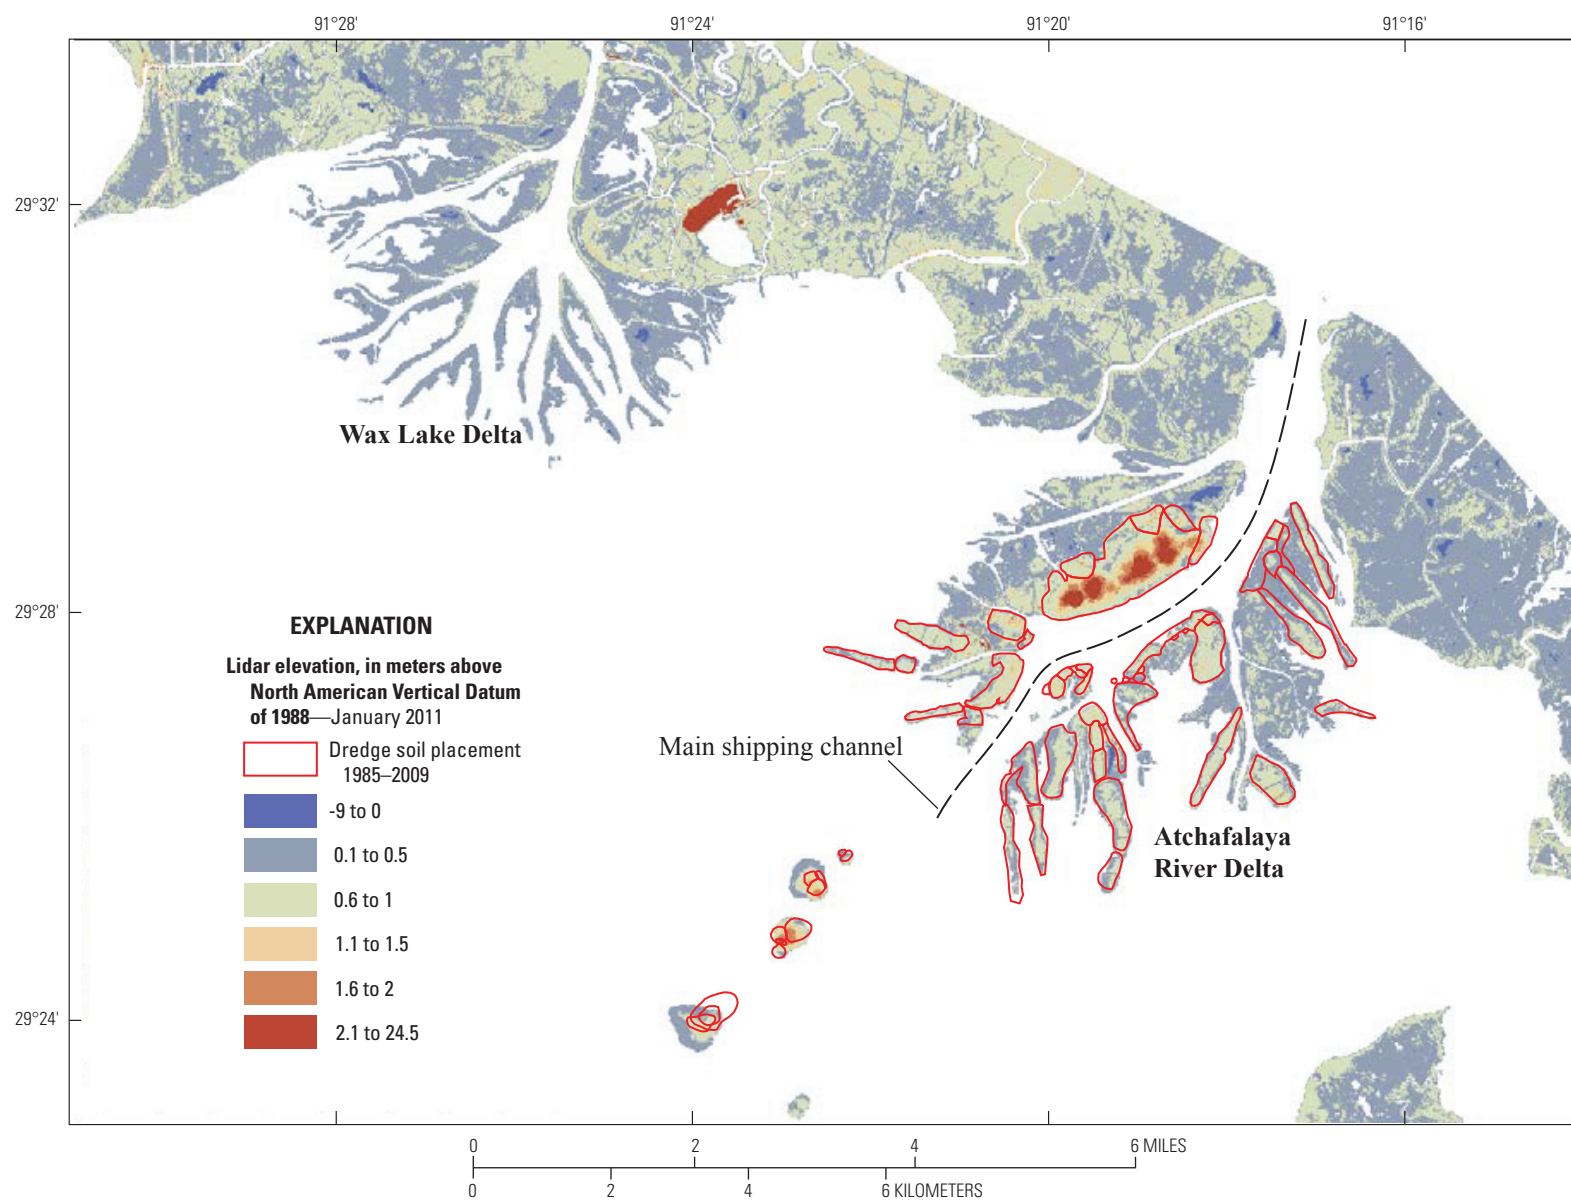 91°28'
91°24'
91°20'
91°16'
29°32'
29°28'
29°24'
Wax Lake Delta
Main shipping channel
Atchafalaya
River Delta
EXPLANATION
Lidar elevation, in meters above
North American Vertical Datum
of 1988—January 2011
Dredge soil placement
1985–2009
-9 to 0
0.1 to 0.5
0.6 to 1
1.1 to 1.5
1.6 to 2
2.1 to 24.5
0 2 4 6 MILES
0 2 4 6 KILOMETERS